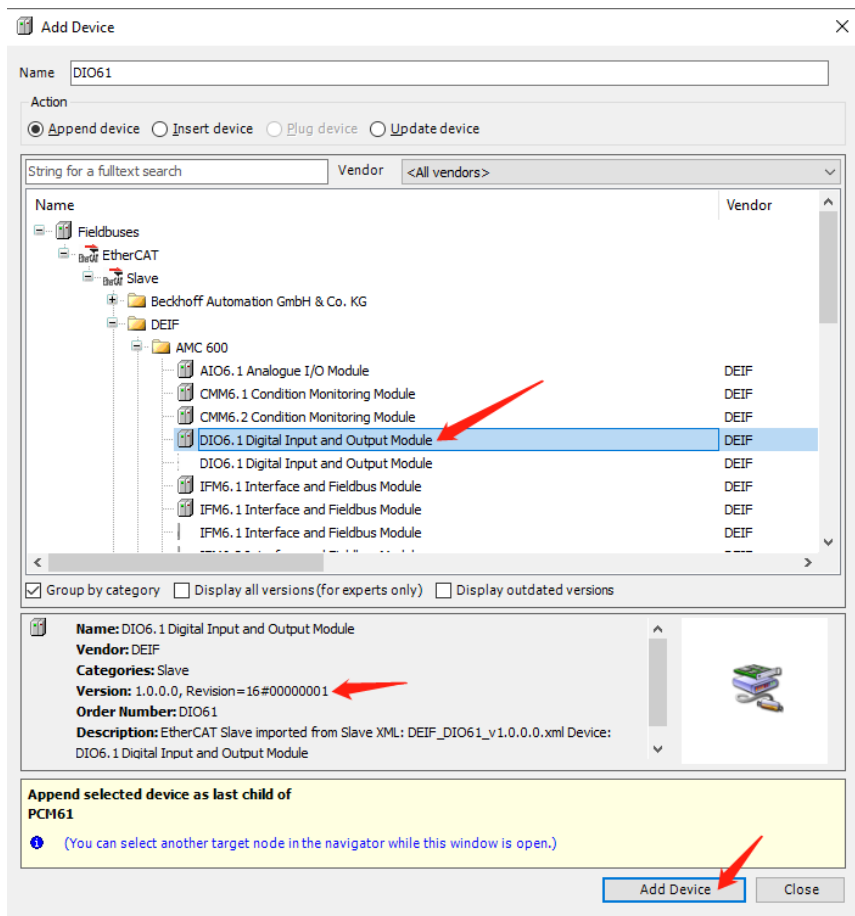 Add Device
Name DIO61
Action
Append device Insert device Plug device Update device
String for a fulltext search Vendor <All vendors>
Name Vendor
Fieldbuses
EtherCAT
Slave
Beckhoff Automation GmbH & Co. KG
DEIF
AMC 600
AIO6.1 Analogue I/O Module DEIF
CMM6.1 Condition Monitoring Module DEIF
CMM6.2 Condition Monitoring Module DEIF
DIO6.1 Digital Input and Output Module DEIF
DIO6.1 Digital Input and Output Module DEIF
IFM6.1 Interface and Fieldbus Module DEIF
IFM6.1 Interface and Fieldbus Module DEIF
IFM6.1 Interface and Fieldbus Module DEIF
Group by category Display all versions (for experts only) Display outdated versions
Name: DIO6.1 Digital Input and Output Module
Vendor: DEIF
Categories: Slave
Version: 1.0.0.0, Revision=16#00000001
Order Number: DIO61
Description: EtherCAT Slave imported from Slave XML: DEIF_DIO61_v1.0.0.0.xml Device:
DIO6.1 Digital Input and Output Module
Append selected device as last child of
PCM61
(You can select another target node in the navigator while this window is open.)
Add Device Close